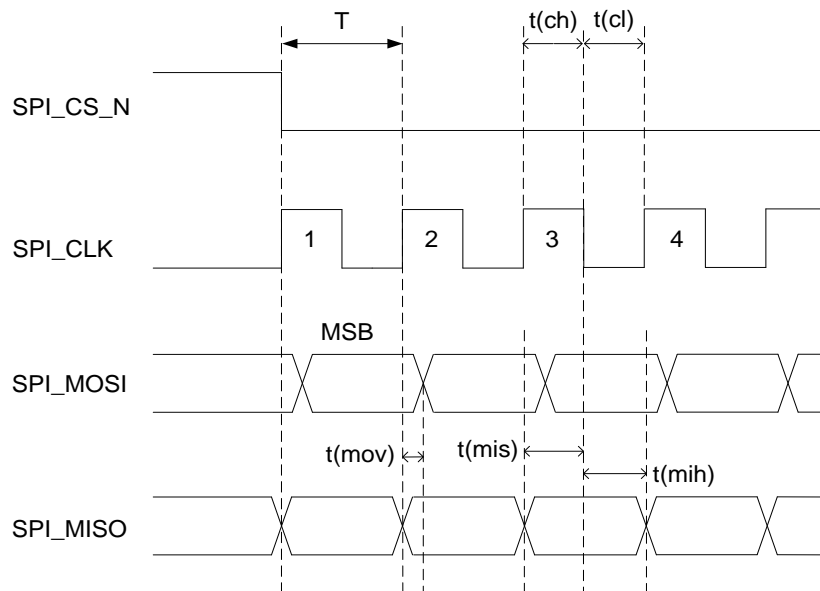 T t(ch) t(cl)
SPI_CS_N
SPI_CLK 1 2 3 4
MSB
SPI_MOSI
t(mov) t(mis) t(mih)
SPI_MISO